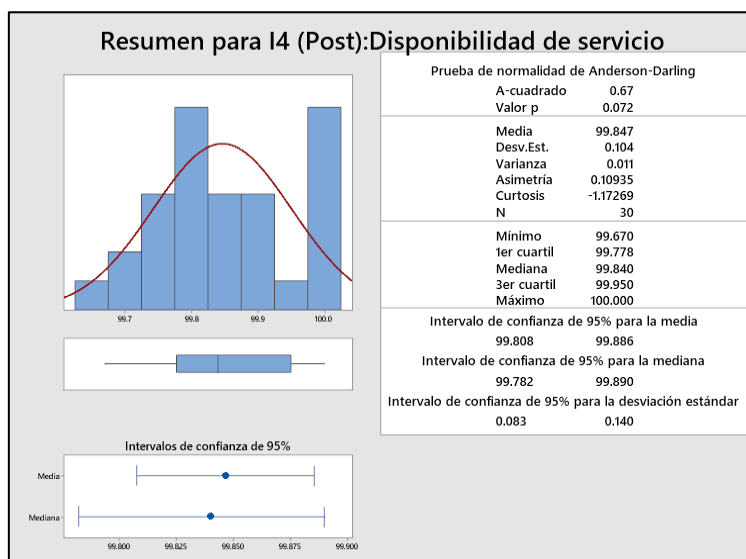 Resumen para I4 (Post):Disponibilidad de servicio
99.7 99.8 99.9 100.0
Prueba de normalidad de Anderson-Darling
A-cuadrado 0.67
Valor p 0.072
Media 99.847
Desv.Est. 0.104
Varianza 0.011
Asimetría 0.10935
Curtosis -1.17269
N 30
Mínimo 99.670
1er cuartil 99.778
Mediana 99.840
3er cuartil 99.950
Máximo 100.000
Intervalo de confianza de 95% para la media
99.808 99.886
Intervalo de confianza de 95% para la mediana
99.782 99.890
Intervalo de confianza de 95% para la desviación estándar
0.083 0.140
Intervalos de confianza de 95%
Media
Mediana
99.800 99.825 99.850 99.875 99.900